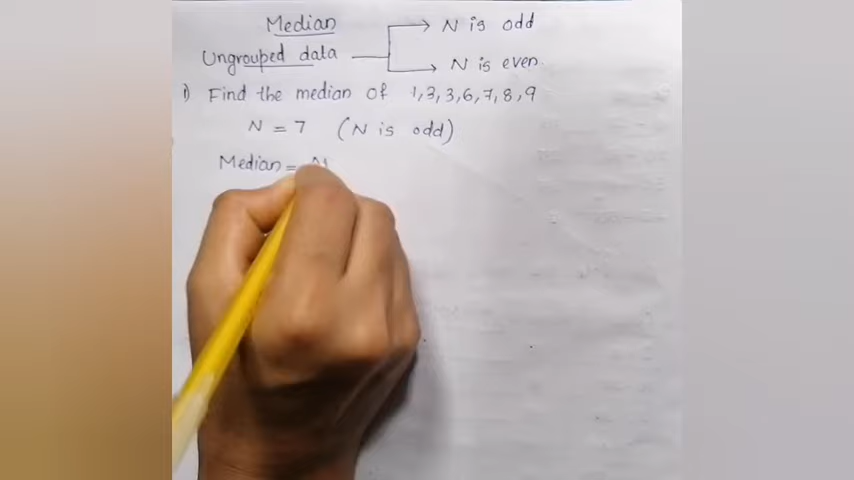 Median
N is odd
Ungrouped data
N is even.
1) Find the median of 1,3,3,6,7,8,9
N = 7 (N is odd)
Median = N